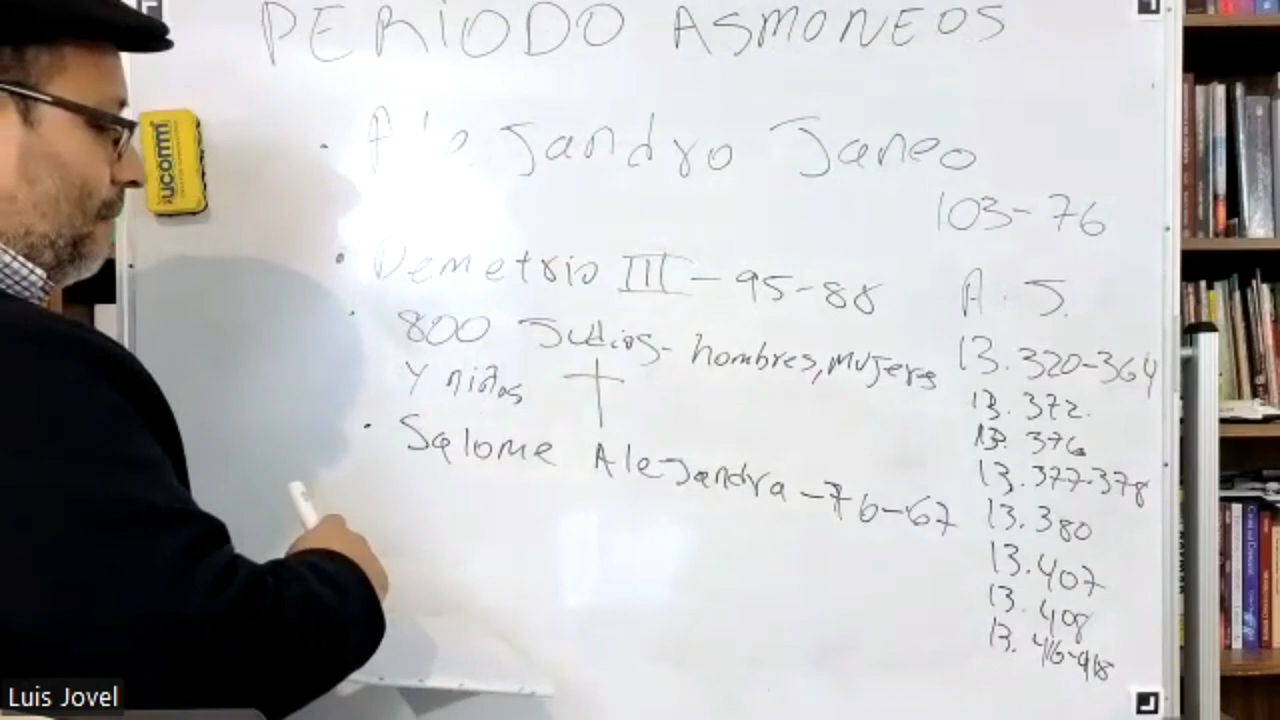 PERIODO ASMONEOS
• Alejandro Janeo
103-76
• Demetrio III - 95-88
• 800 Judios - hombres, mujeres
y niños
• Salome Alejandra - 76-67
A. J.
13. 320-364
13. 372.
13. 376
13. 377-378
13. 380
13. 407
13. 408
13. 416-418
ucomm
Luis Jovel